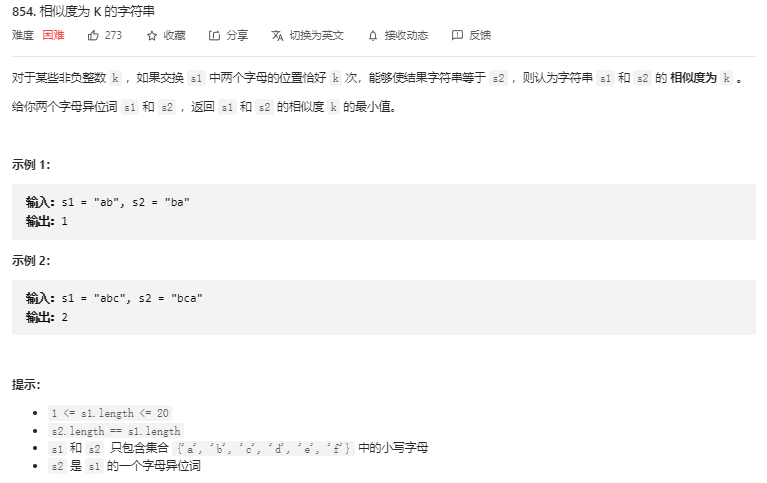 854. 相似度为 K 的字符串
难度 困难 273 收藏 分享 切换为英文 接收动态 反馈
对于某些非负整数 k ，如果交换 s1 中两个字母的位置恰好 k 次，能够使结果字符串等于 s2 ，则认为字符串 s1 和 s2 的 相似度为 k 。
给你两个字母异位词 s1 和 s2 ，返回 s1 和 s2 的相似度 k 的最小值。
示例 1：
输入：s1 = "ab", s2 = "ba"
输出：1
示例 2：
输入：s1 = "abc", s2 = "bca"
输出：2
提示：
1 <= s1.length <= 20
s2.length == s1.length
s1 和 s2 只包含集合 {'a', 'b', 'c', 'd', 'e', 'f'} 中的小写字母
s2 是 s1 的一个字母异位词